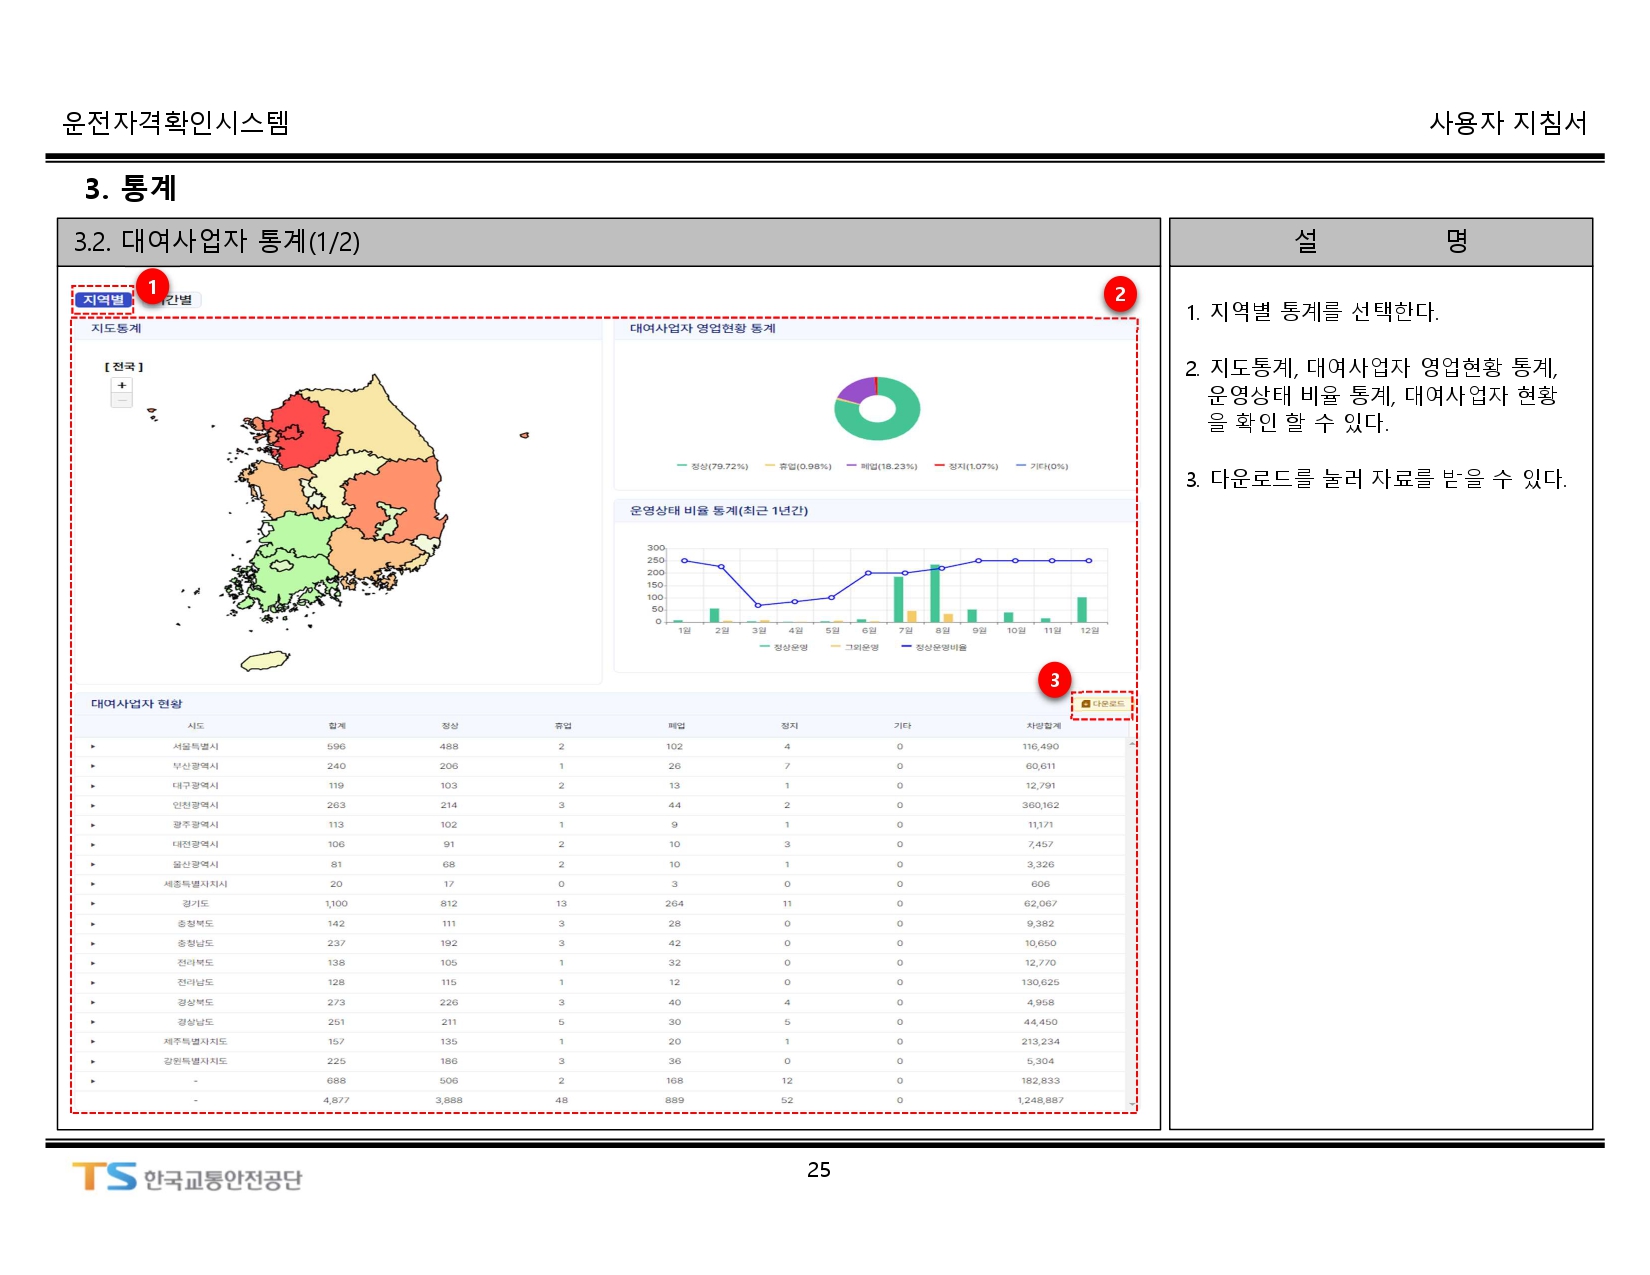 운전자격확인시스템
사용자 지침서
3. 통계
3.2. 대여사업자 통계(1/2)
설 명
지역별
1
간별
2
지도통계
[ 전국 ]
+
대여사업자 영업현황 통계
정상(79.72%) 휴업(0.98%) 폐업(18.23%) 정지(1.07%) 기타(0%)
운영상태 비율 통계(최근 1년간)
300
250
200
150
100
50
0
1월 2월 3월 4월 5월 6월 7월 8월 9월 10월 11월 12월
정상운영 그외운영 정상운영비율
3
대여사업자 현황
다운로드
시도 합계 정상 휴업 폐업 정지 기타 차량합계
서울특별시 596 488 2 102 4 0 116,490
부산광역시 240 206 1 26 7 0 60,611
대구광역시 119 103 2 13 1 0 12,791
인천광역시 263 214 3 44 2 0 360,162
광주광역시 113 102 1 9 1 0 11,171
대전광역시 106 91 2 10 3 0 7,457
울산광역시 81 68 2 10 1 0 3,326
세종특별자치시 20 17 0 3 0 0 606
경기도 1,100 812 13 264 11 0 62,067
충청북도 142 111 3 28 0 0 9,382
충청남도 237 192 3 42 0 0 10,650
전라북도 138 105 1 32 0 0 12,770
전라남도 128 115 1 12 0 0 130,625
경상북도 273 226 3 40 4 0 4,958
경상남도 251 211 5 30 5 0 44,450
제주특별자치도 157 135 1 20 1 0 213,234
강원특별자치도 225 186 3 36 0 0 5,304
- 688 506 2 168 12 0 182,833
- 4,877 3,888 48 889 52 0 1,248,887
1. 지역별 통계를 선택한다.
2. 지도통계, 대여사업자 영업현황 통계,
운영상태 비율 통계, 대여사업자 현황
을 확인 할 수 있다.
3. 다운로드를 눌러 자료를 받을 수 있다.
TS 한국교통안전공단
25